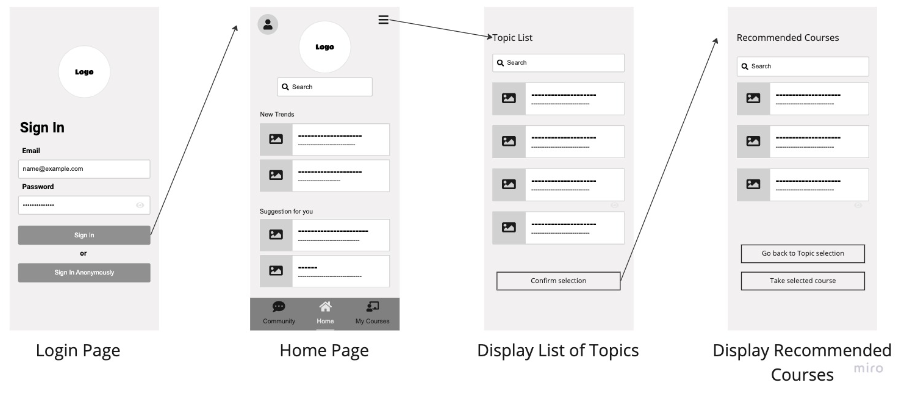 Logo
Sign In
Email
name@example.com
Password
Sign in
or
Sign In Anonymously
Login Page
Logo
Search
New Trends
Suggestion for you
Community
Home
My Courses
Home Page
Topic List
Search
Confirm selection
Display List of Topics
Recommended Courses
Search
Go back to Topic selection
Take selected course
Display Recommended
Courses
miro